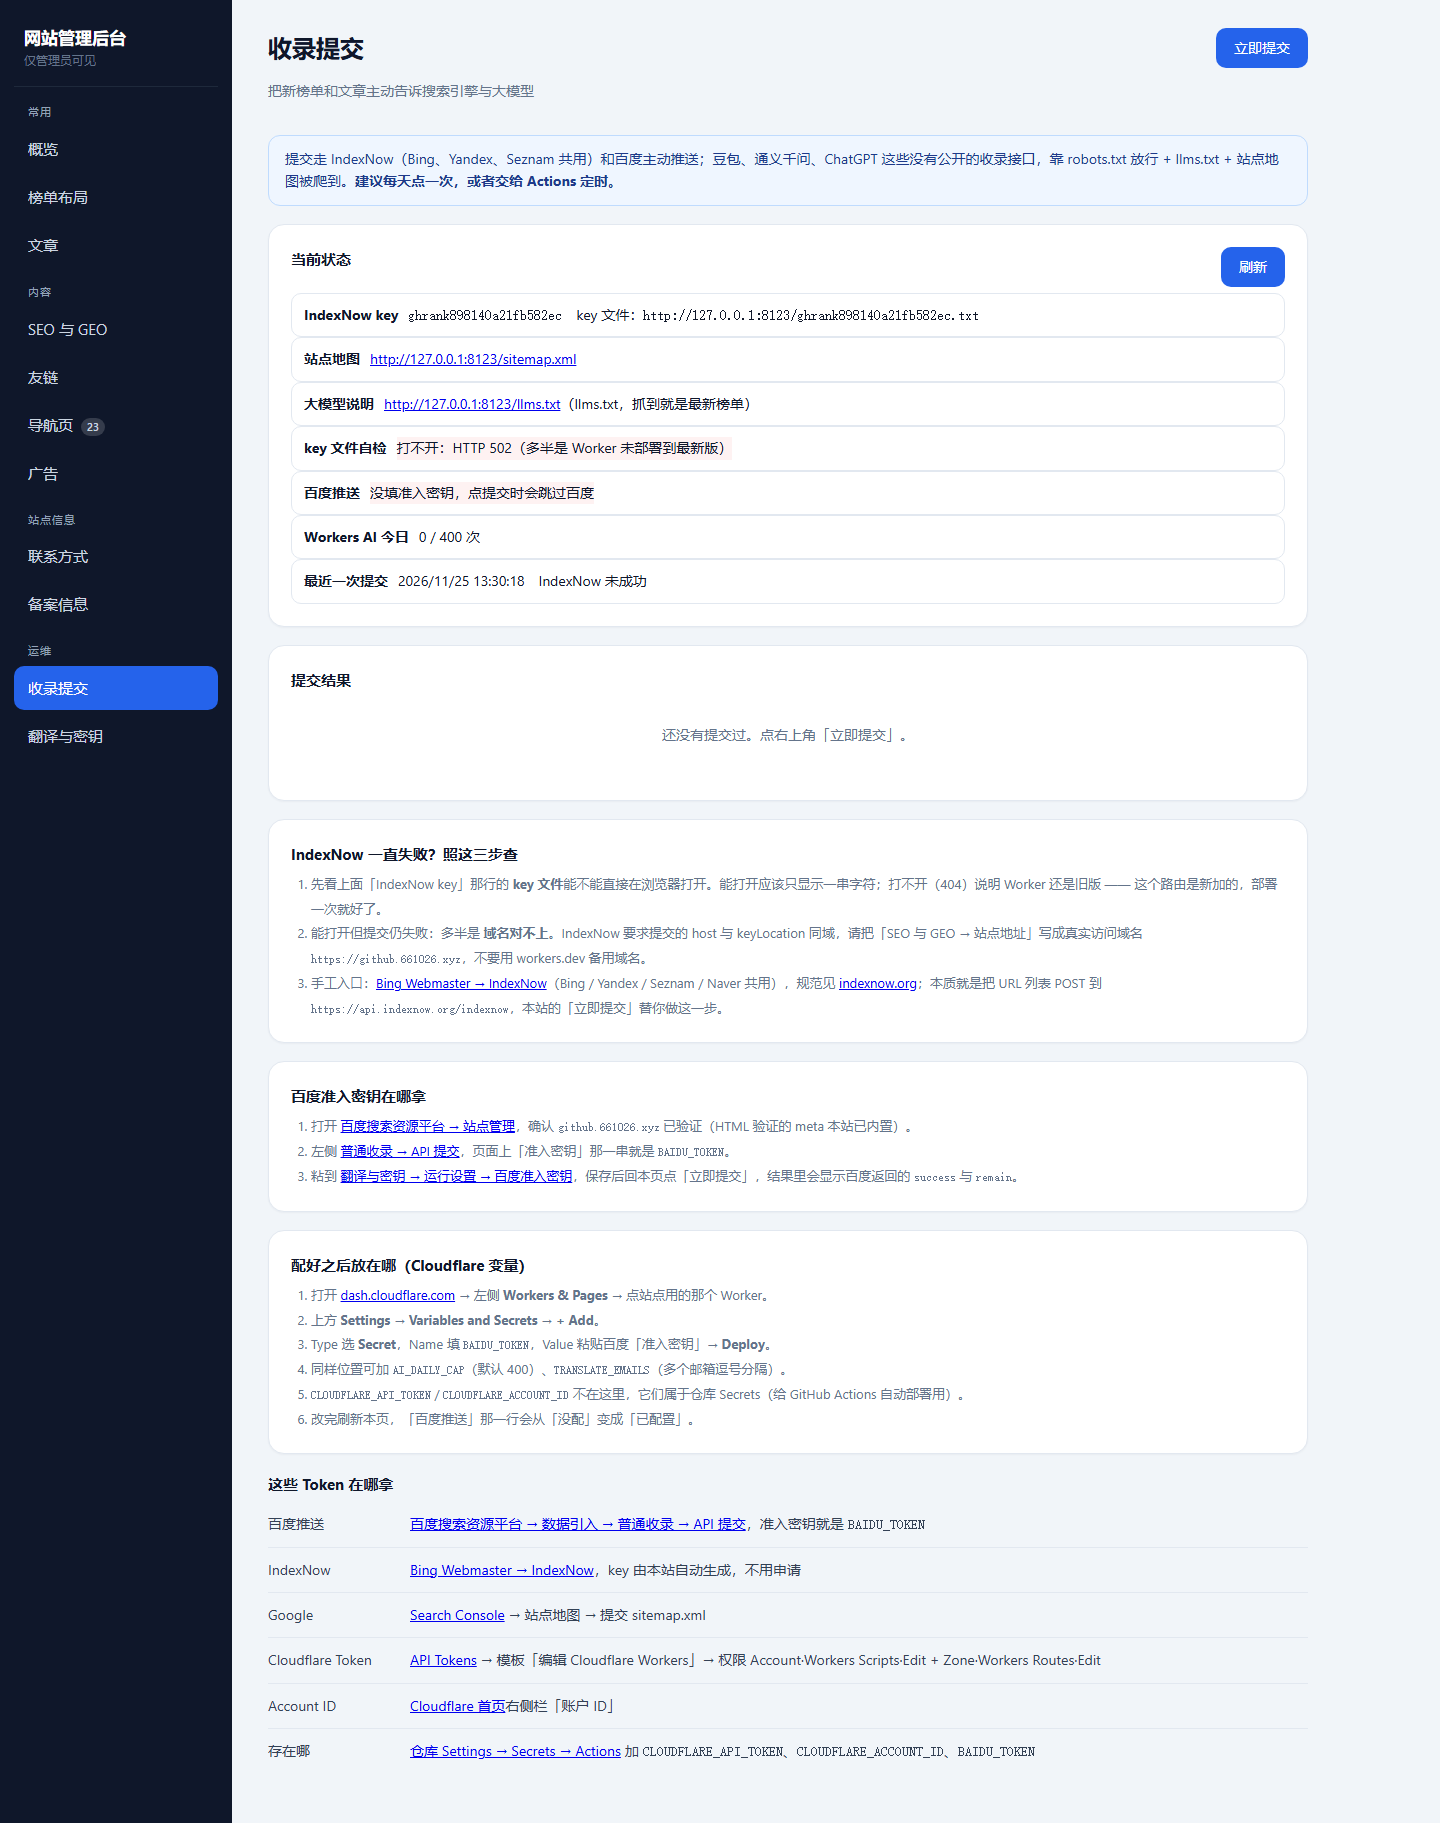 网站管理后台
仅管理员可见
常用
概览
榜单布局
文章
内容
SEO 与 GEO
友链
导航页 23
广告
站点信息
联系方式
备案信息
运维
收录提交
翻译与密钥
收录提交
立即提交
把新榜单和文章主动告诉搜索引擎与大模型
提交走 IndexNow（Bing、Yandex、Seznam 共用）和百度主动推送；豆包、通义千问、ChatGPT 这些没有公开的收录接口，靠 robots.txt 放行 + llms.txt + 站点地
图被爬到。建议每天点一次，或者交给 Actions 定时。
当前状态
刷新
IndexNow key ghrank898140a21fb582ec key 文件：http://127.0.0.1:8123/ghrank898140a21fb582ec.txt
站点地图 http://127.0.0.1:8123/sitemap.xml
大模型说明 http://127.0.0.1:8123/llms.txt（llms.txt，抓到就是最新榜单）
key 文件自检 打不开：HTTP 502（多半是 Worker 未部署到最新版）
百度推送 没填准入密钥，点提交时会跳过百度
Workers AI 今日 0 / 400 次
最近一次提交 2026/11/25 13:30:18 IndexNow 未成功
提交结果
还没有提交过。点右上角「立即提交」。
IndexNow 一直失败？照这三步查
1. 先看上面「IndexNow key」那行的 key 文件能不能直接在浏览器打开。能打开应该只显示一串字符；打不开（404）说明 Worker 还是旧版 —— 这个路由是新加的，部署
一次就好了。
2. 能打开但提交仍失败：多半是 域名对不上。IndexNow 要求提交的 host 与 keyLocation 同域，请把「SEO 与 GEO → 站点地址」写成真实访问域名
https://github.661026.xyz，不要用 workers.dev 备用域名。
3. 手工入口：Bing Webmaster → IndexNow（Bing / Yandex / Seznam / Naver 共用），规范见 indexnow.org；本质就是把 URL 列表 POST 到
https://api.indexnow.org/indexnow，本站的「立即提交」替你做这一步。
百度准入密钥在哪拿
1. 打开 百度搜索资源平台 → 站点管理，确认 github.661026.xyz 已验证（HTML 验证的 meta 本站已内置）。
2. 左侧 普通收录 → API 提交，页面上「准入密钥」那一串就是 BAIDU_TOKEN。
3. 粘到 翻译与密钥 → 运行设置 → 百度准入密钥，保存后回本页点「立即提交」，结果里会显示百度返回的 success 与 remain。
配好之后放在哪（Cloudflare 变量）
1. 打开 dash.cloudflare.com → 左侧 Workers & Pages → 点站点用的那个 Worker。
2. 上方 Settings → Variables and Secrets → + Add。
3. Type 选 Secret，Name 填 BAIDU_TOKEN，Value 粘贴百度「准入密钥」→ Deploy。
4. 同样位置可加 AI_DAILY_CAP（默认 400）、TRANSLATE_EMAILS（多个邮箱逗号分隔）。
5. CLOUDFLARE_API_TOKEN / CLOUDFLARE_ACCOUNT_ID 不在这里，它们属于仓库 Secrets（给 GitHub Actions 自动部署用）。
6. 改完刷新本页，「百度推送」那一行会从「没配」变成「已配置」。
这些 Token 在哪拿
百度推送 百度搜索资源平台 → 数据引入 → 普通收录 → API 提交，准入密钥就是 BAIDU_TOKEN
IndexNow Bing Webmaster → IndexNow，key 由本站自动生成，不用申请
Google Search Console → 站点地图 → 提交 sitemap.xml
Cloudflare Token API Tokens → 模板「编辑 Cloudflare Workers」→ 权限 Account·Workers Scripts·Edit + Zone·Workers Routes·Edit
Account ID Cloudflare 首页右侧栏「账户 ID」
存在哪 仓库 Settings → Secrets → Actions 加 CLOUDFLARE_API_TOKEN、CLOUDFLARE_ACCOUNT_ID、BAIDU_TOKEN